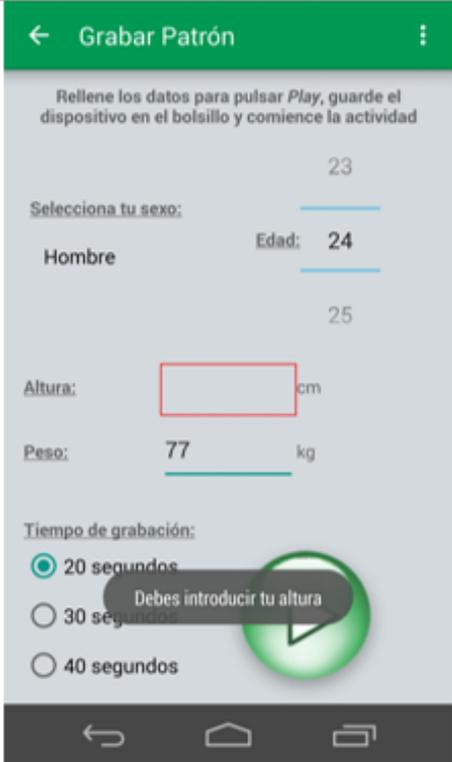 Grabar Patrón
Rellene los datos para pulsar Play, guarde el
dispositivo en el bolsillo y comience la actividad
23
Selecciona tu sexo:
Edad: 24
Hombre
25
Altura: cm
Peso: 77 kg
Tiempo de grabación:
20 segundos
Debes introducir tu altura
30 segundos
40 segundos